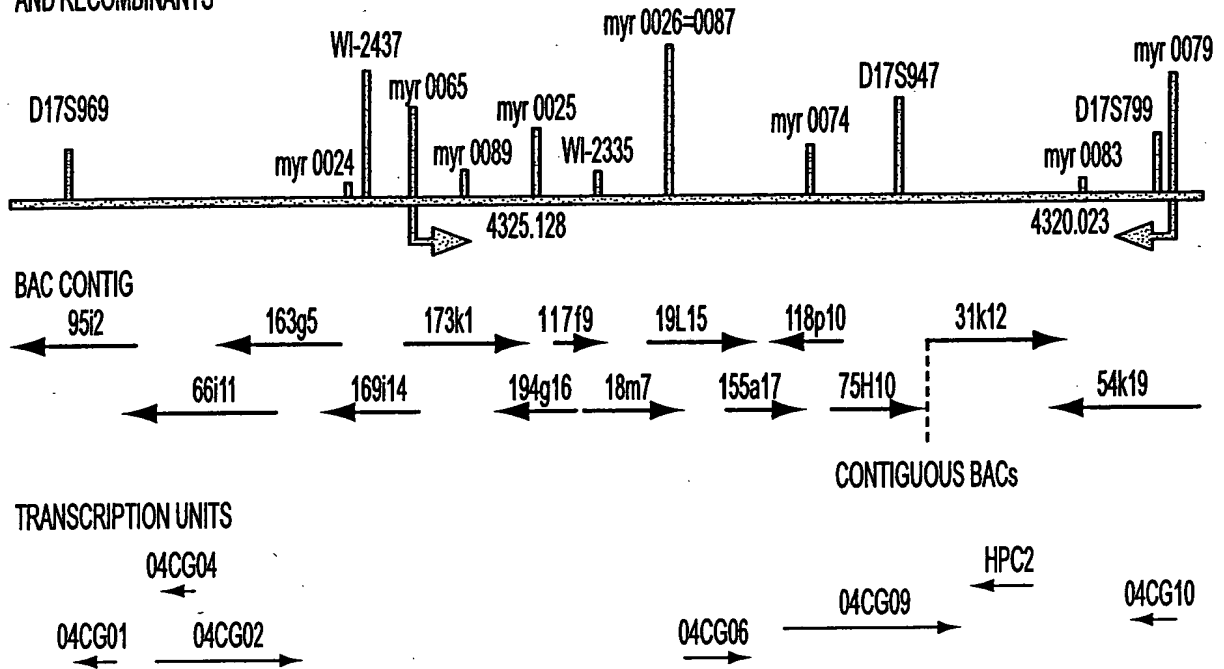 AND RECOMBINANTS
myr 0026=0087
WI-2437
myr 0079
D17S947
myr 0065
D17S969
myr 0025
D17S799
myr 0074
myr 0024
myr 0089
WI-2335
myr 0083
4325.128
4320.023
BAC CONTIG
95i2
163g5
173k1
117f9
19L15
118p10
31k12
66i11
169i14
194g16
18m7
155a17
75H10
54k19
CONTIGUOUS BACs
TRANSCRIPTION UNITS
04CG04
HPC2
04CG09
04CG10
04CG01
04CG02
04CG06